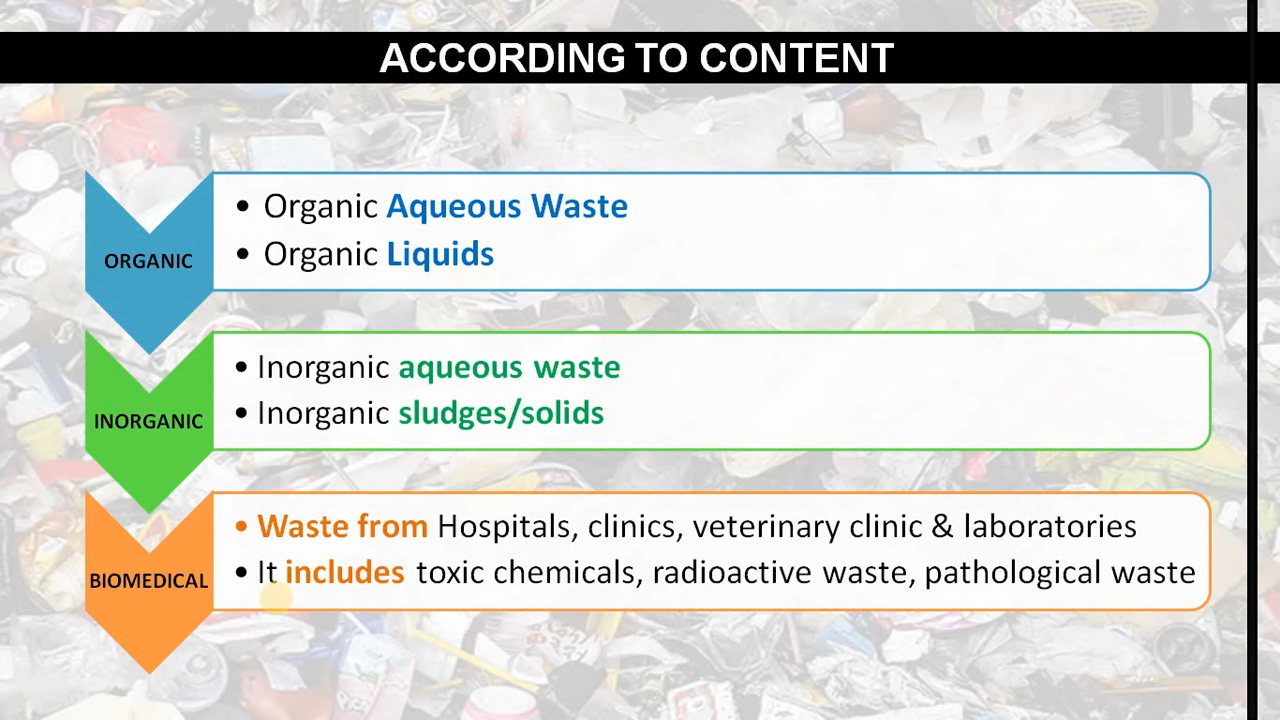 ACCORDING TO CONTENT
ORGANIC
• Organic Aqueous Waste
• Organic Liquids
INORGANIC
• Inorganic aqueous waste
• Inorganic sludges/solids
BIOMEDICAL
• Waste from Hospitals, clinics, veterinary clinic & laboratories
• It includes toxic chemicals, radioactive waste, pathological waste